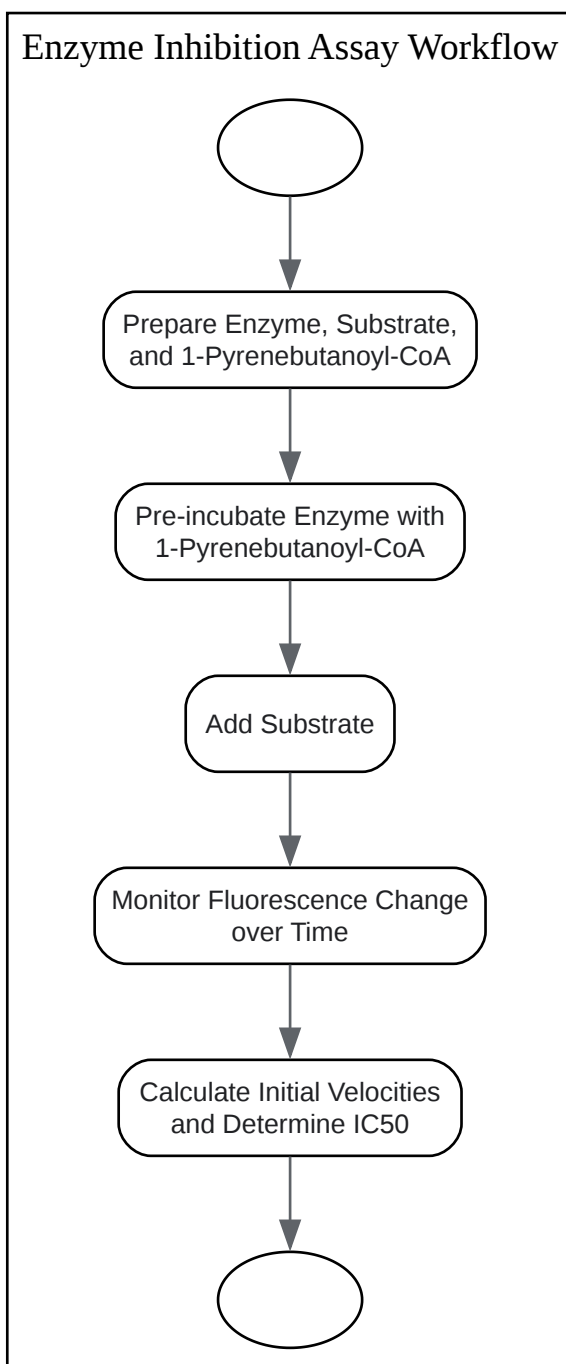 Enzyme Inhibition Assay Workflow
Prepare Enzyme, Substrate,
and 1-Pyrenebutanoyl-CoA
Pre-incubate Enzyme with
1-Pyrenebutanoyl-CoA
Add Substrate
Monitor Fluorescence Change
over Time
Calculate Initial Velocities
and Determine IC50